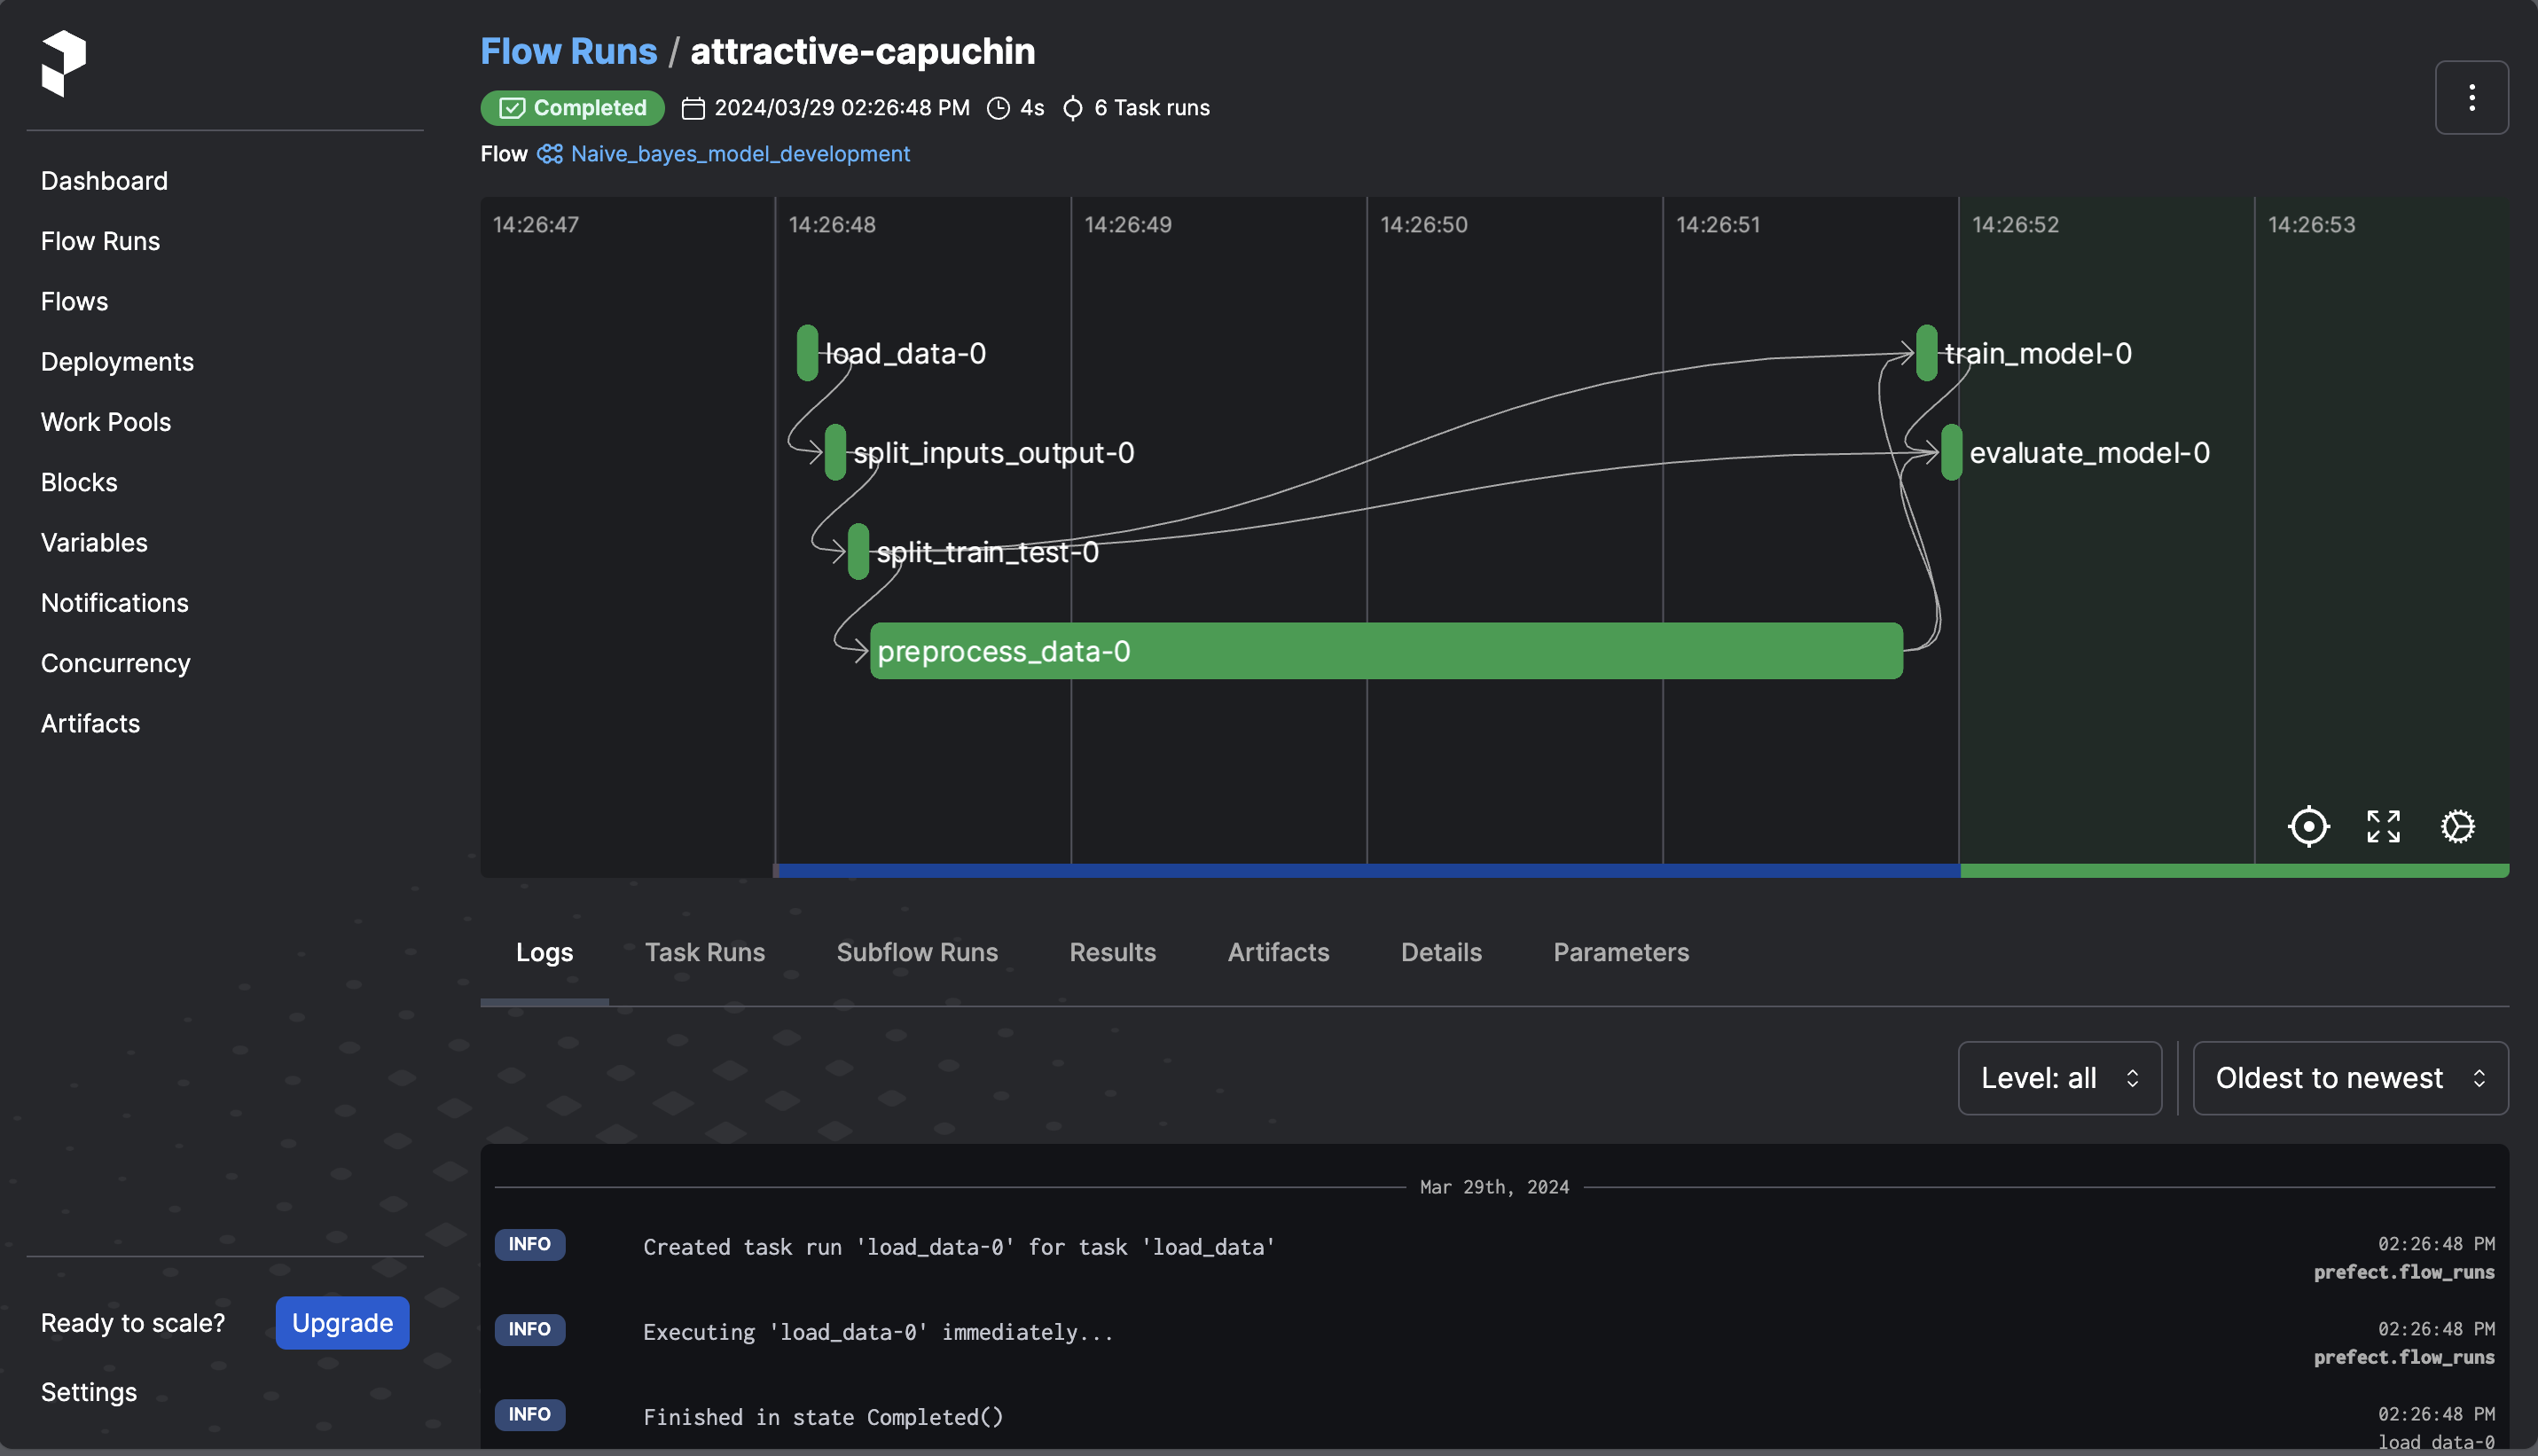 Flow Runs / attractive-capuchin
Completed 2024/03/29 02:26:48 PM 4s 6 Task runs
Flow Naive_bayes_model_development
Dashboard
Flow Runs
Flows
Deployments
Work Pools
Blocks
Variables
Notifications
Concurrency
Artifacts
Ready to scale? Upgrade
Settings
14:26:47 14:26:48 14:26:49 14:26:50 14:26:51 14:26:52 14:26:53
load_data-0 train_model-0
split_inputs_output-0 evaluate_model-0
split_train_test-0
preprocess_data-0
Logs Task Runs Subflow Runs Results Artifacts Details Parameters
Level: all Oldest to newest
Mar 29th, 2024
INFO Created task run 'load_data-0' for task 'load_data' 02:26:48 PM
prefect.flow_runs
INFO Executing 'load_data-0' immediately... 02:26:48 PM
prefect.flow_runs
INFO Finished in state Completed() 02:26:48 PM
load_data-0